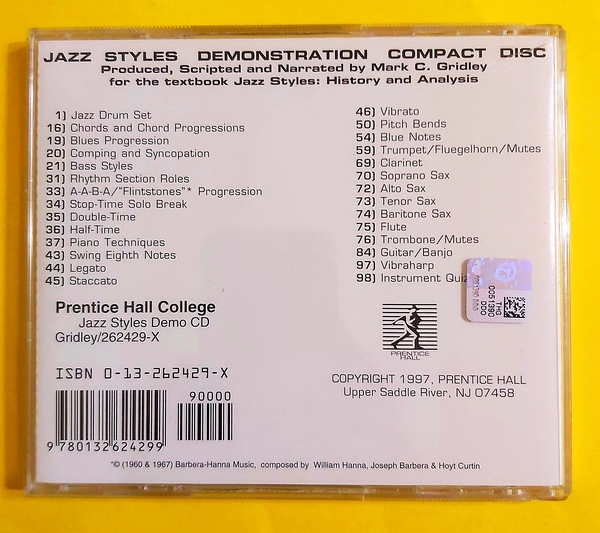 JAZZ STYLES DEMONSTRATION COMPACT DISC
Produced, Scripted and Narrated by Mark C. Gridley
for the textbook Jazz Styles: History and Analysis
1) Jazz Drum Set
16) Chords and Chord Progressions
19) Blues Progression
20) Comping and Syncopation
21) Bass Styles
31) Rhythm Section Roles
33) A-A-B-A/"Flintstones"* Progression
34) Stop-Time Solo Break
35) Double-Time
36) Half-Time
37) Piano Techniques
43) Swing Eighth Notes
44) Legato
45) Staccato
46) Vibrato
50) Pitch Bends
54) Blue Notes
59) Trumpet/Fluegelhorn/Mutes
69) Clarinet
70) Soprano Sax
72) Alto Sax
73) Tenor Sax
74) Baritone Sax
75) Flute
76) Trombone/Mutes
84) Guitar/Banjo
97) Vibraharp
98) Instrument Quiz
Prentice Hall College
Jazz Styles Demo CD
Gridley/262429-X
PRENTICE
HALL
ISBN 0-13-262429-X
90000
9 780132 624299
COPYRIGHT 1997, PRENTICE HALL
Upper Saddle River, NJ 07458
*© (1960 & 1967) Barbera-Hanna Music, composed by William Hanna, Joseph Barbera & Hoyt Curtin
THG
000